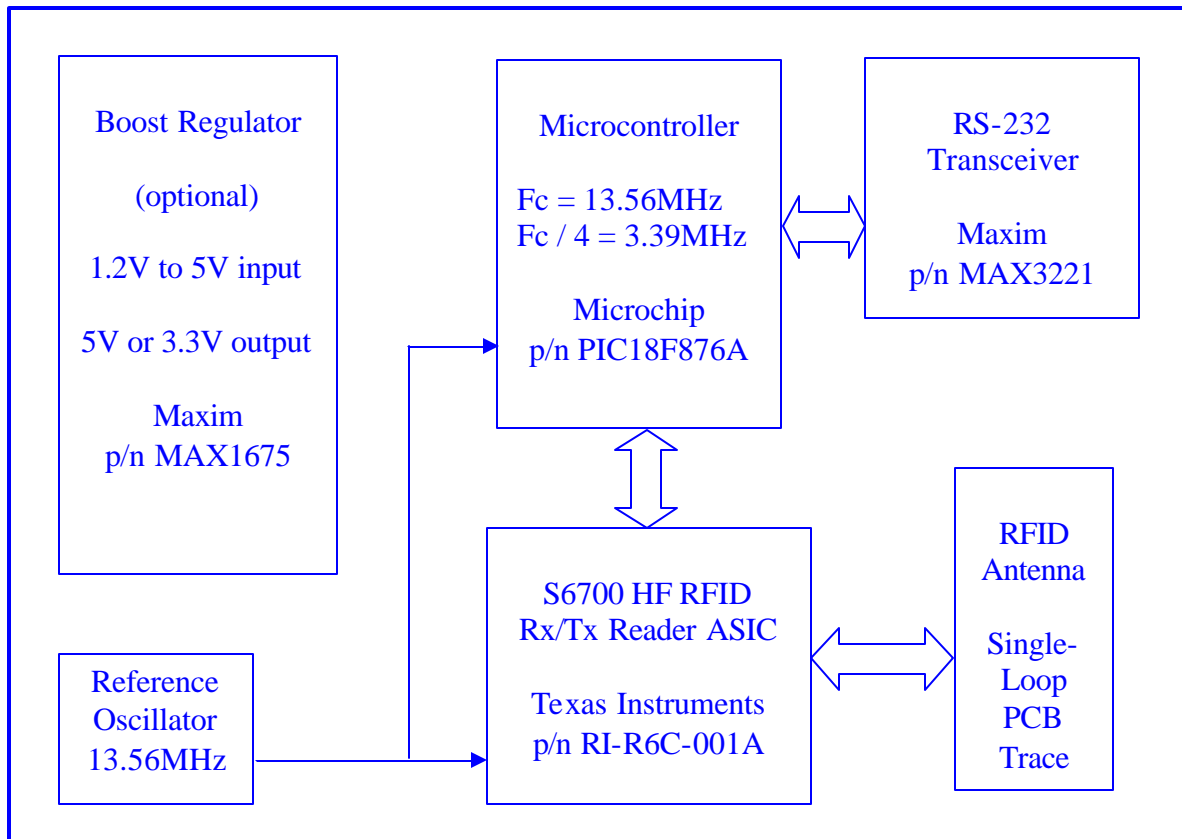 Boost Regulator
(optional)
1.2V to 5V input
5V or 3.3V output
Maxim
p/n MAX1675
Microcontroller
Fc = 13.56MHz
Fc / 4 = 3.39MHz
Microchip
p/n PIC18F876A
RS-232
Transceiver
Maxim
p/n MAX3221
Reference
Oscillator
13.56MHz
S6700 HF RFID
Rx/Tx Reader ASIC
Texas Instruments
p/n RI-R6C-001A
RFID
Antenna
Single-
Loop
PCB
Trace